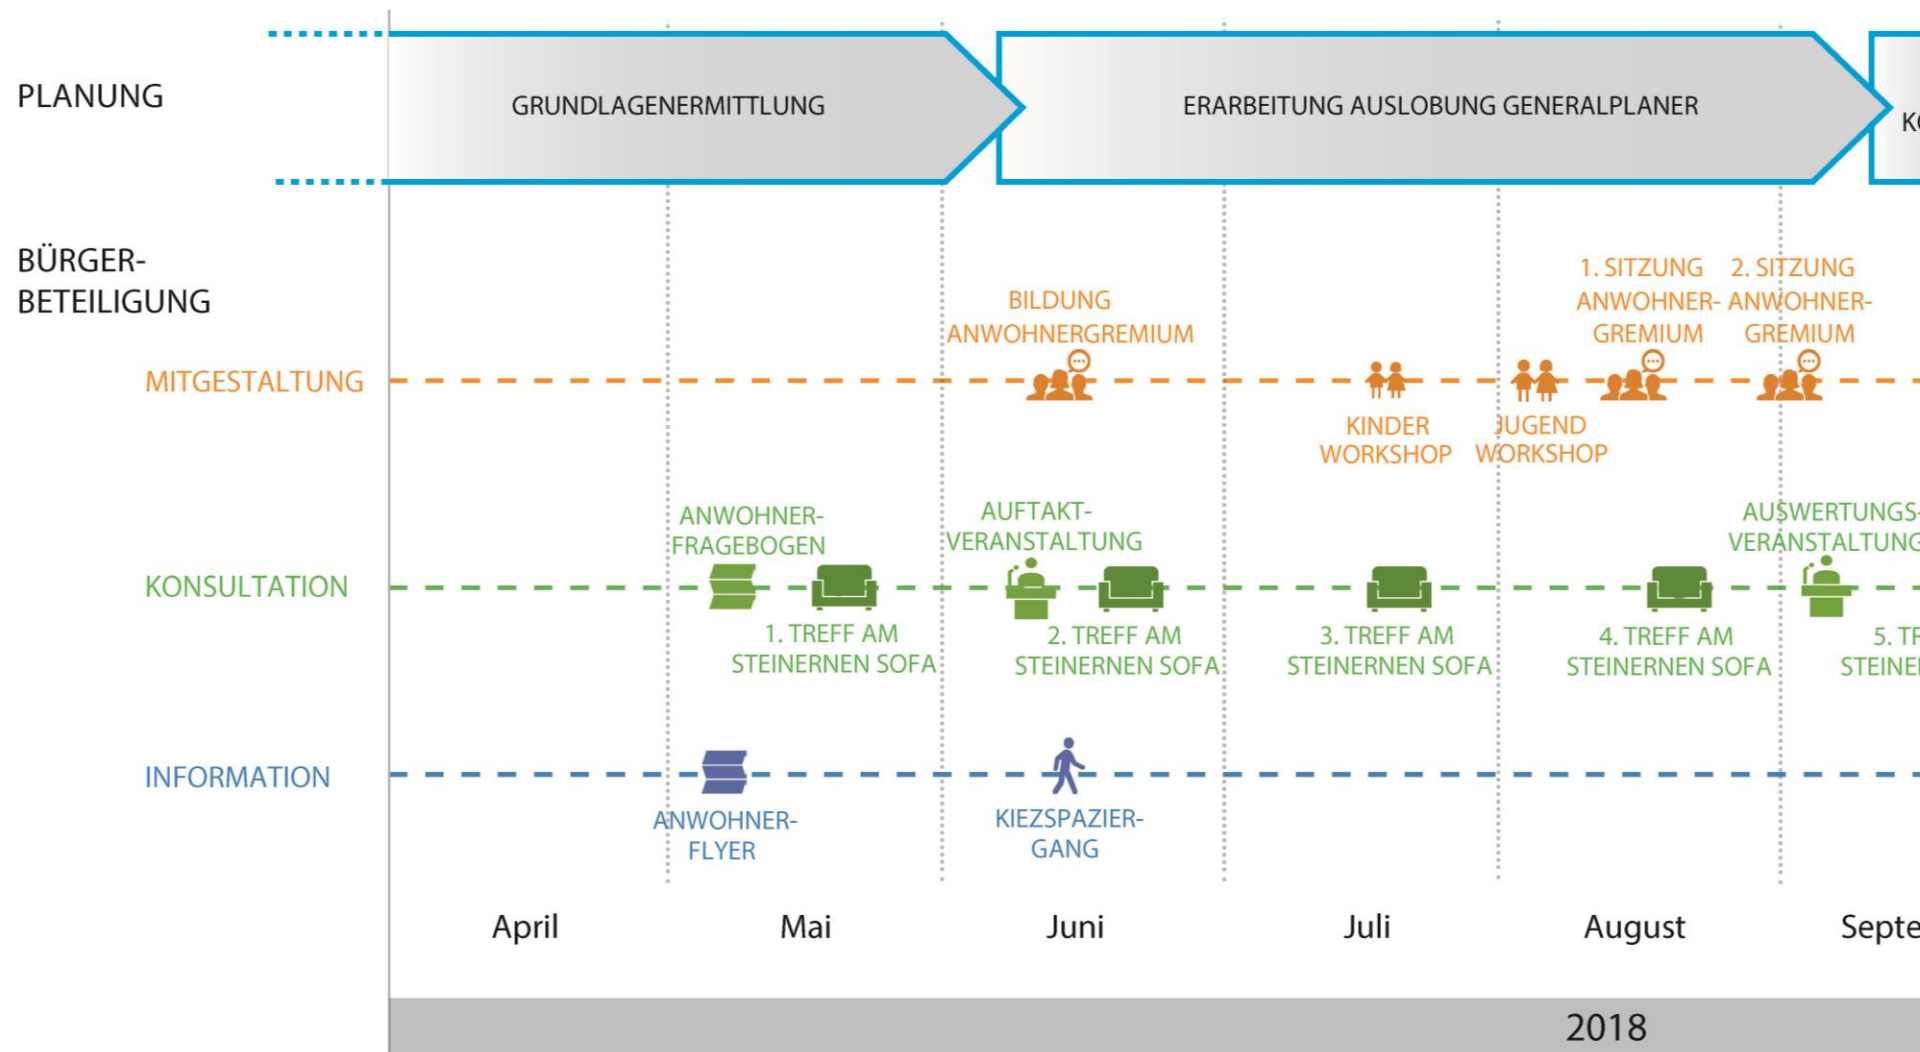 PLANUNG
GRUNDLAGENERMITTLUNG
ERARBEITUNG AUSLOBUNG GENERALPLANER
BÜRGER-
BETEILIGUNG
MITGESTALTUNG
BILDUNG
ANWOHNERGREMIUM
KINDER
WORKSHOP
JUGEND
WORKSHOP
1. SITZUNG
ANWOHNER-
GREMIUM
2. SITZUNG
ANWOHNER-
GREMIUM
KONSULTATION
ANWOHNER-
FRAGEBOGEN
1. TREFF AM
STEINERNEN SOFA
AUFTAKT-
VERANSTALTUNG
2. TREFF AM
STEINERNEN SOFA
3. TREFF AM
STEINERNEN SOFA
4. TREFF AM
STEINERNEN SOFA
AUSWERTUNGS-
VERANSTALTUNG
5.
INFORMATION
ANWOHNER-
FLYER
KIEZSPAZIER-
GANG
April
Mai
Juni
Juli
August
2018